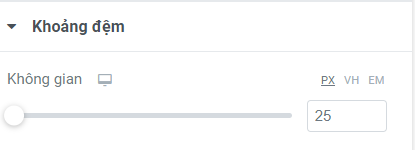 Khoảng đệm
Không gian PX VH EM
25